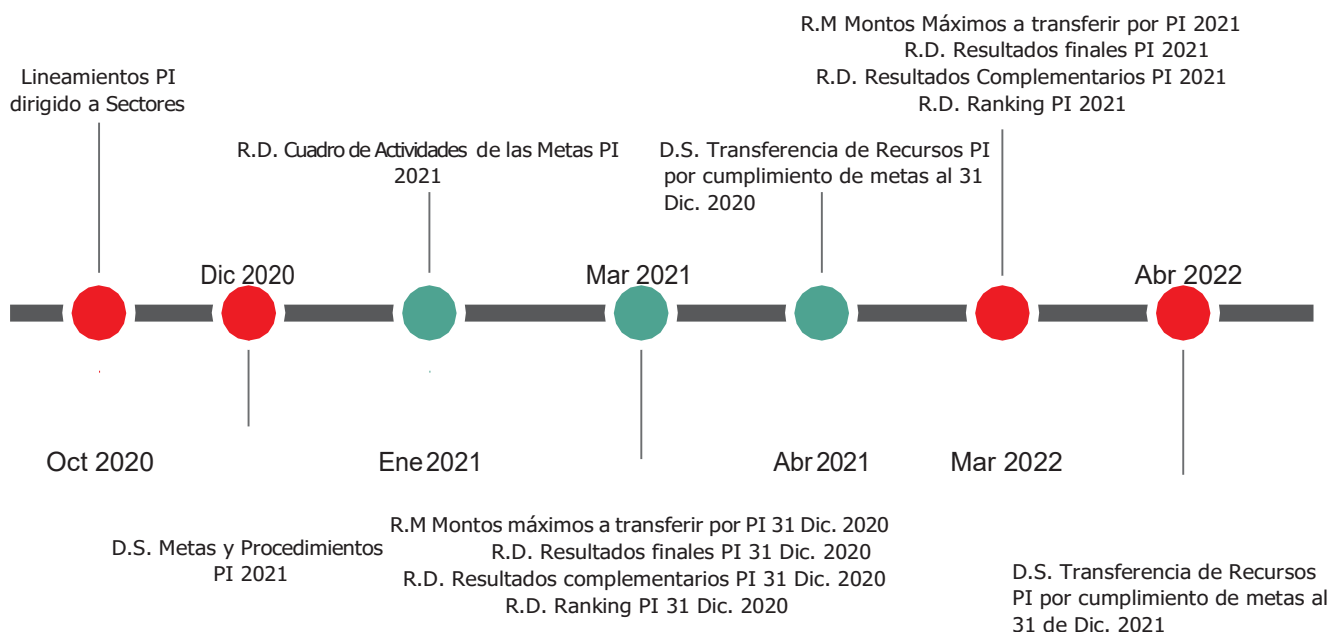 R.M Montos Máximos a transferir por PI 2021
R.D. Resultados finales PI 2021
R.D. Resultados Complementarios PI 2021
R.D. Ranking PI 2021
Lineamientos PI
dirigido a Sectores
R.D. Cuadro de Actividades de las Metas PI
2021
D.S. Transferencia de Recursos PI
por cumplimiento de metas al 31
Dic. 2020
Dic 2020
Mar 2021
Abr 2022
Oct 2020
Ene 2021
Abr 2021
Mar 2022
D.S. Metas y Procedimientos
PI 2021
R.M Montos máximos a transferir por PI 31 Dic. 2020
R.D. Resultados finales PI 31 Dic. 2020
R.D. Resultados complementarios PI 31 Dic. 2020
R.D. Ranking PI 31 Dic. 2020
D.S. Transferencia de Recursos
PI por cumplimiento de metas al
31 de Dic. 2021